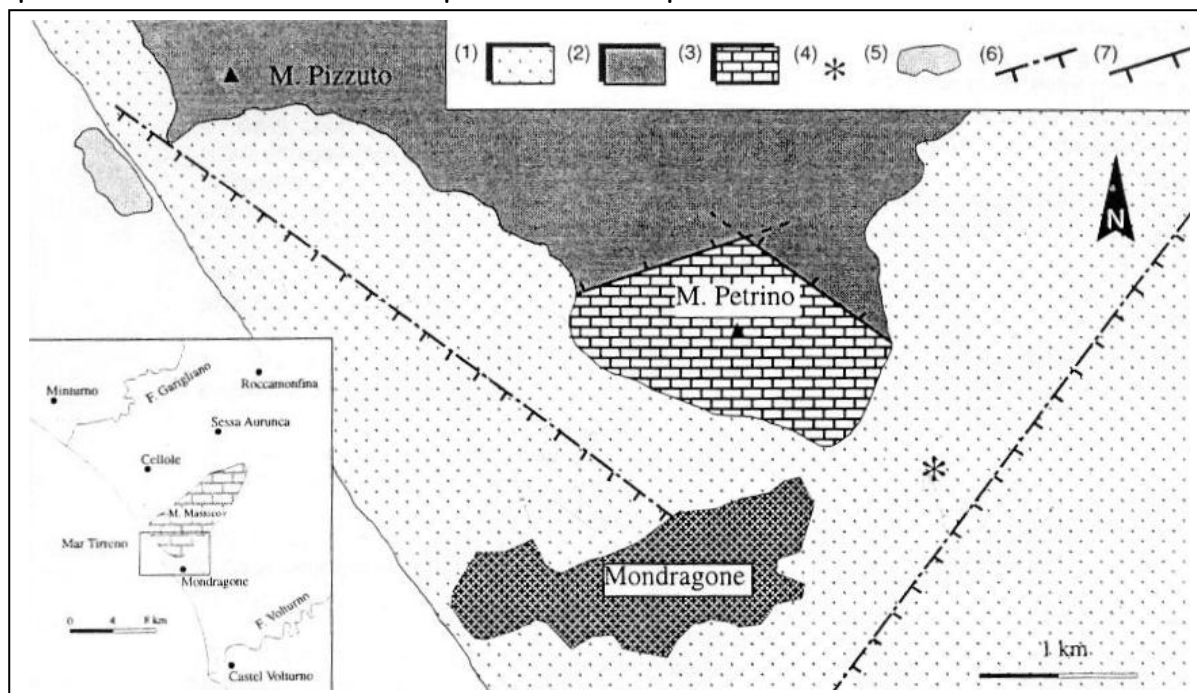 (1) (2) (3) (4) (5) (6) (7)
M. Pizzuto
N
M. Petrino
Mondragone
1 km
Minturno
F. Garigliano
Roccamonfina
Sessa Aurunca
Cellole
M. Massico
Mar Tirreno
Mondragone
0 4 8 km
F. Volturno
Castel Volturno